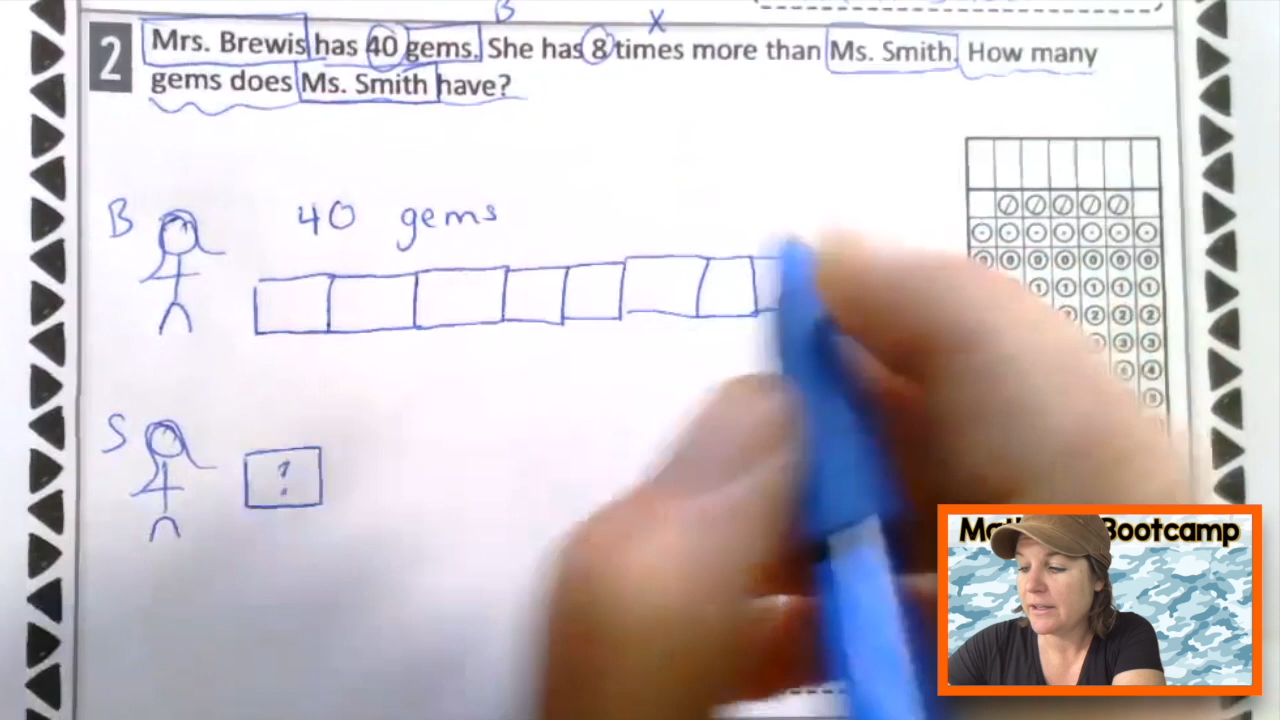 B
x
2 Mrs. Brewis has 40 gems. She has 8 times more than Ms. Smith. How many
gems does Ms. Smith have?
B 40 gems
S ?
Bootcamp